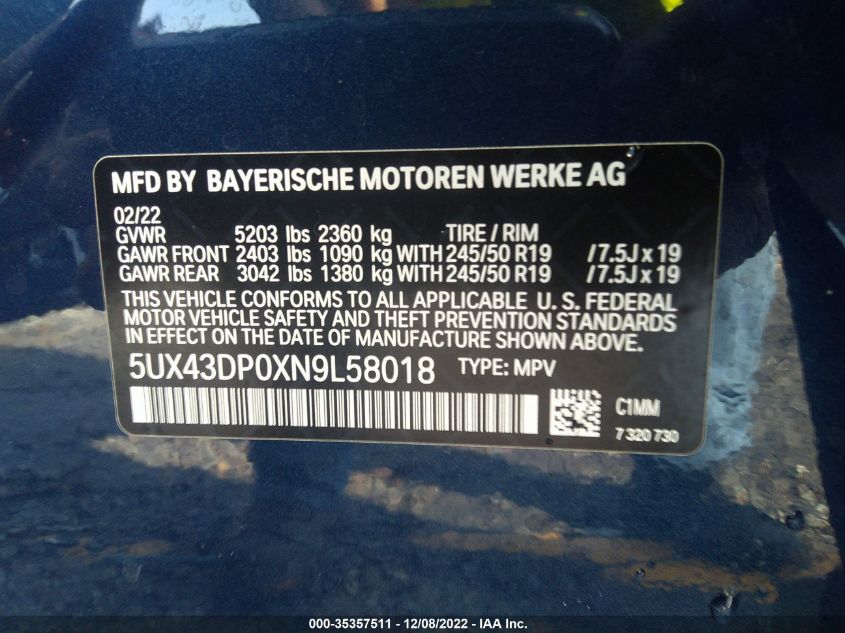 MFD BY BAYERISCHE MOTOREN WERKE AG
02/22
GVWR 5203 lbs 2360 kg TIRE / RIM
GAWR FRONT 2403 lbs 1090 kg WITH 245/50 R19 / 7.5J x 19
GAWR REAR 3042 lbs 1380 kg WITH 245/50 R19 / 7.5J x 19
THIS VEHICLE CONFORMS TO ALL APPLICABLE U. S. FEDERAL
MOTOR VEHICLE SAFETY AND THEFT PREVENTION STANDARDS
IN EFFECT ON THE DATE OF MANUFACTURE SHOWN ABOVE.
5UX43DP0XN9L58018 TYPE: MPV
C1MM
7 320 730
000-35357511 - 12/08/2022 - IAA Inc.